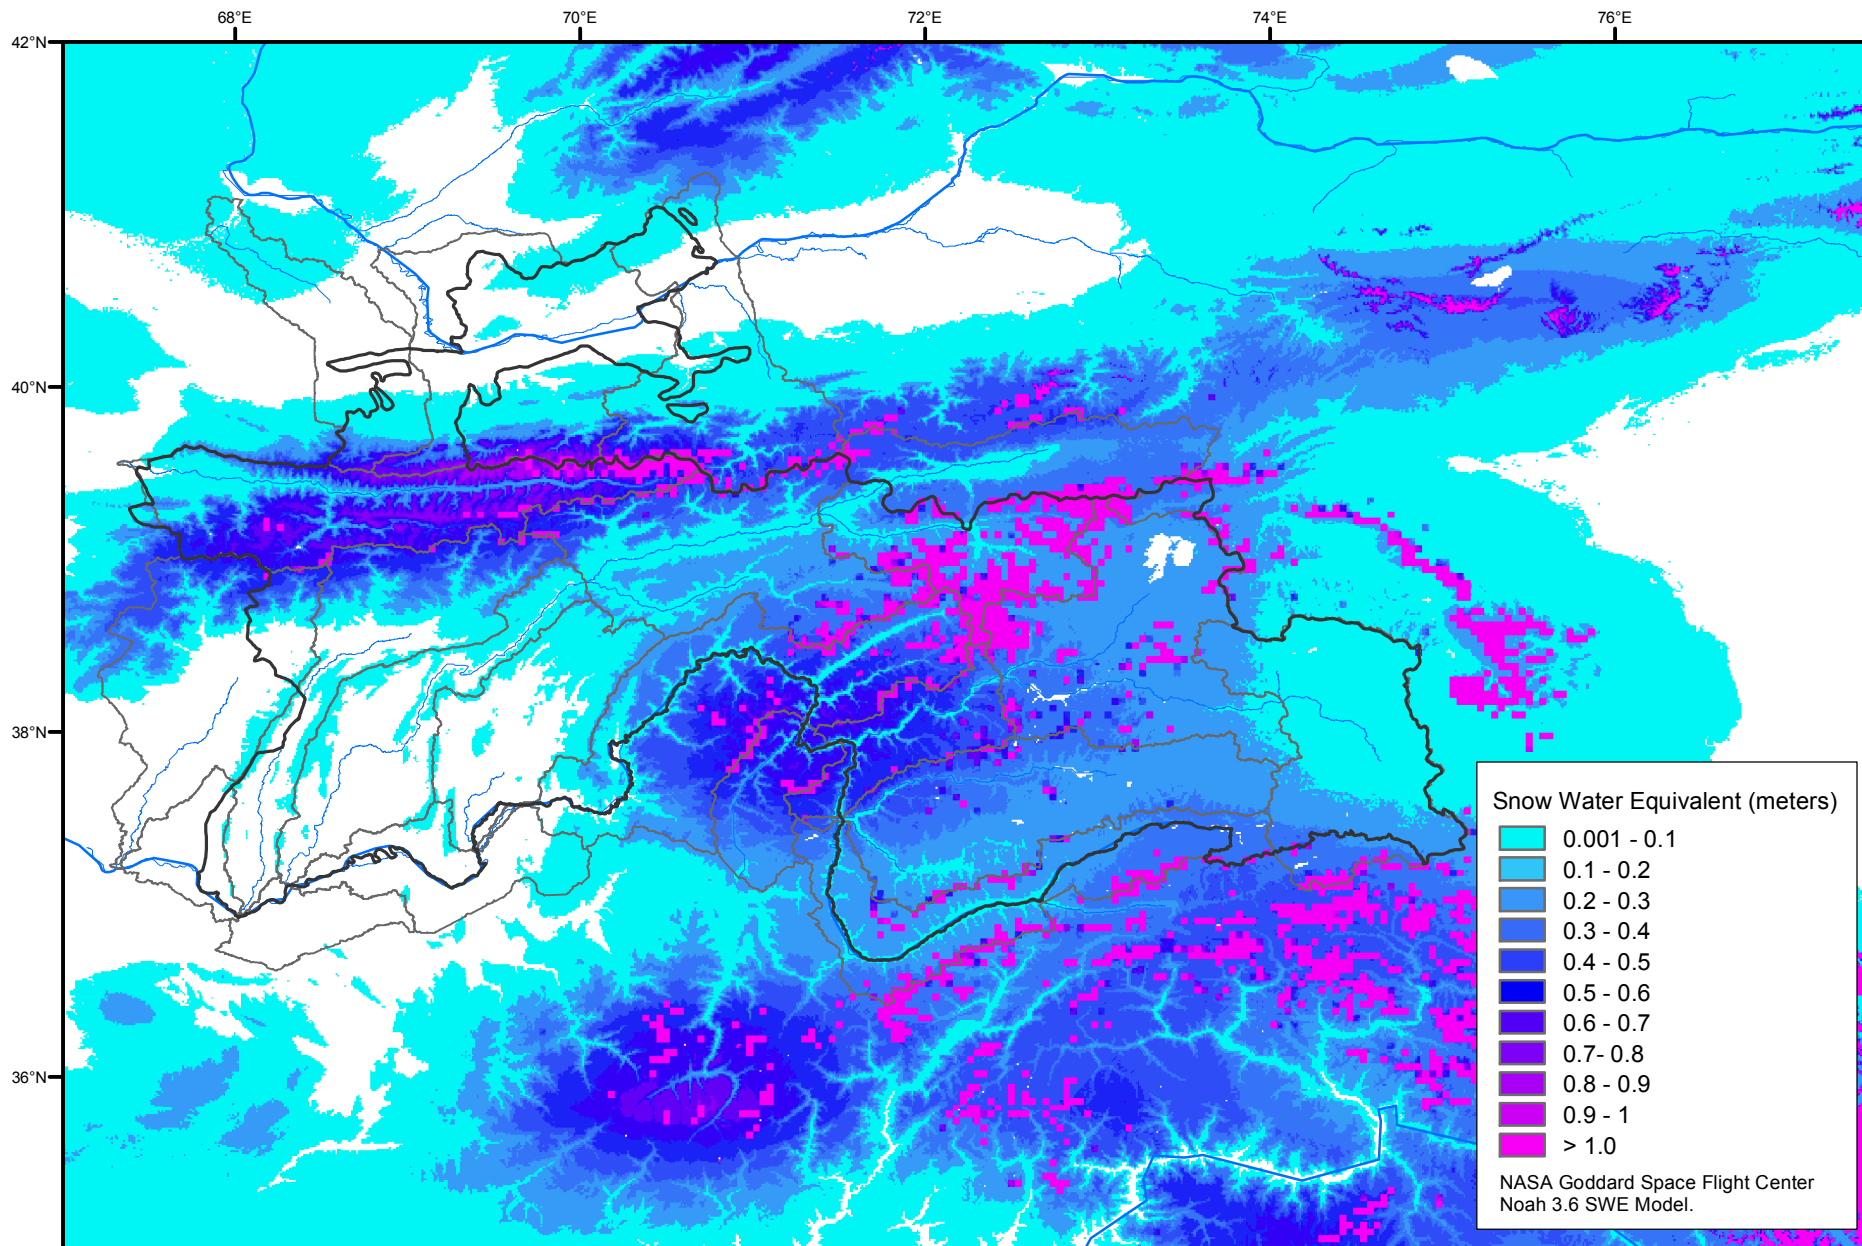 68°E
70°E
72°E
74°E
76°E
42°N
40°N
38°N
36°N
Snow Water Equivalent (meters)
0.001 - 0.1
0.1 - 0.2
0.2 - 0.3
0.3 - 0.4
0.4 - 0.5
0.5 - 0.6
0.6 - 0.7
0.7- 0.8
0.8 - 0.9
0.9 - 1
> 1.0
NASA Goddard Space Flight Center
Noah 3.6 SWE Model.